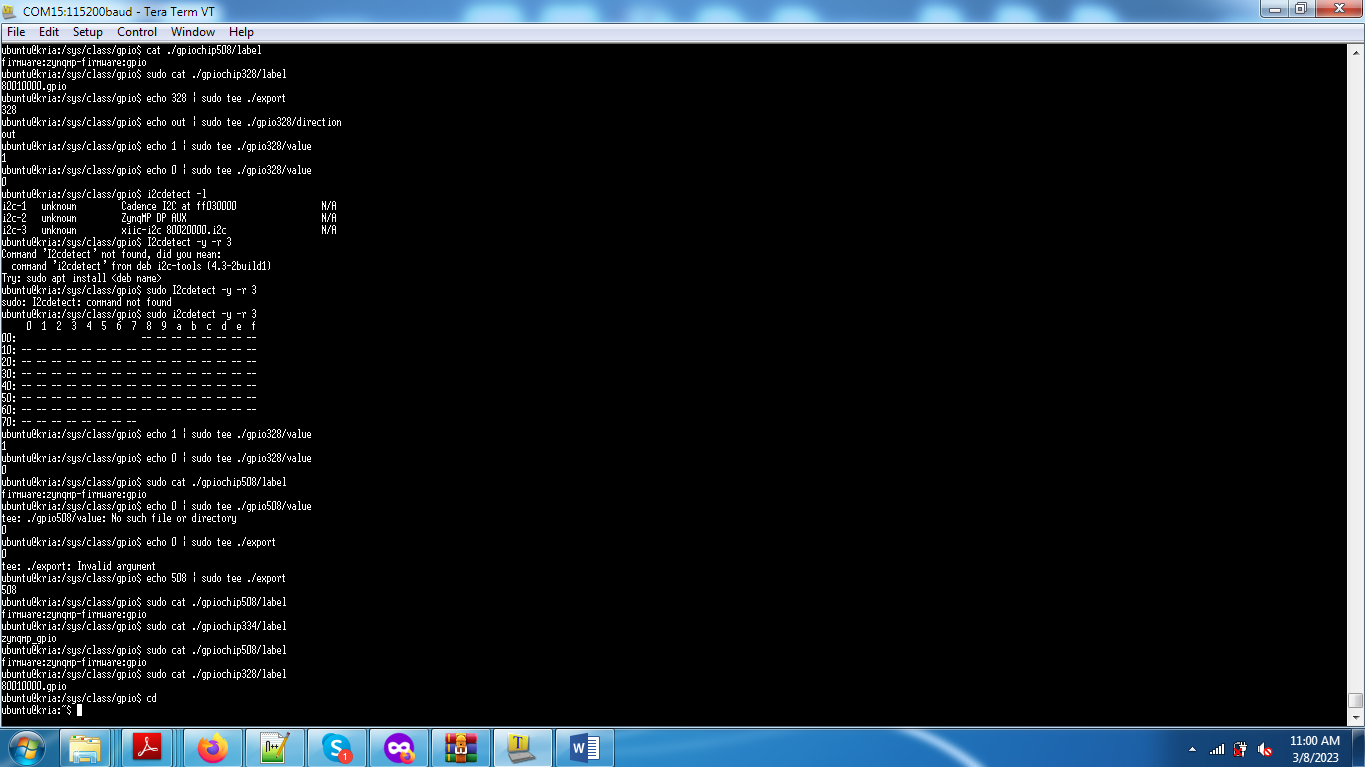 COM15:115200baud - Tera Term VT
File Edit Setup Control Window Help
ubuntu@kria:/sys/class/gpio$ cat ./gpiochip508/label
firmware:zynqmp-firmware:gpio
ubuntu@kria:/sys/class/gpio$ sudo cat ./gpiochip328/label
80010000.gpio
ubuntu@kria:/sys/class/gpio$ echo 328 | sudo tee ./export
328
ubuntu@kria:/sys/class/gpio$ echo out | sudo tee ./gpio328/direction
out
ubuntu@kria:/sys/class/gpio$ echo 1 | sudo tee ./gpio328/value
1
ubuntu@kria:/sys/class/gpio$ echo 0 | sudo tee ./gpio328/value
0
ubuntu@kria:/sys/class/gpio$ i2cdetect -l
i2c-1 unknown Cadence I2C at ff030000 N/A
i2c-2 unknown ZynqMP DP AUX N/A
i2c-3 unknown xiic-i2c 80020000.i2c N/A
ubuntu@kria:/sys/class/gpio$ I2cdetect -y -r 3
Command 'I2cdetect' not found, did you mean:
command 'i2cdetect' from deb i2c-tools (4.3-2build1)
Try: sudo apt install <deb name>
ubuntu@kria:/sys/class/gpio$ sudo I2cdetect -y -r 3
sudo: I2cdetect: command not found
ubuntu@kria:/sys/class/gpio$ sudo i2cdetect -y -r 3
0 1 2 3 4 5 6 7 8 9 a b c d e f
00: -- -- -- -- -- -- -- --
10: -- -- -- -- -- -- -- -- -- -- -- -- -- -- -- --
20: -- -- -- -- -- -- -- -- -- -- -- -- -- -- -- --
30: -- -- -- -- -- -- -- -- -- -- -- -- -- -- -- --
40: -- -- -- -- -- -- -- -- -- -- -- -- -- -- -- --
50: -- -- -- -- -- -- -- -- -- -- -- -- -- -- -- --
60: -- -- -- -- -- -- -- -- -- -- -- -- -- -- -- --
70: -- -- -- -- -- -- -- --
ubuntu@kria:/sys/class/gpio$ echo 1 | sudo tee ./gpio328/value
1
ubuntu@kria:/sys/class/gpio$ echo 0 | sudo tee ./gpio328/value
0
ubuntu@kria:/sys/class/gpio$ sudo cat ./gpiochip508/label
firmware:zynqmp-firmware:gpio
ubuntu@kria:/sys/class/gpio$ echo 0 | sudo tee ./gpio508/value
tee: ./gpio508/value: No such file or directory
0
ubuntu@kria:/sys/class/gpio$ echo 0 | sudo tee ./export
0
tee: ./export: Invalid argument
ubuntu@kria:/sys/class/gpio$ echo 508 | sudo tee ./export
508
ubuntu@kria:/sys/class/gpio$ sudo cat ./gpiochip508/label
firmware:zynqmp-firmware:gpio
ubuntu@kria:/sys/class/gpio$ sudo cat ./gpiochip334/label
zynqmp_gpio
ubuntu@kria:/sys/class/gpio$ sudo cat ./gpiochip508/label
firmware:zynqmp-firmware:gpio
ubuntu@kria:/sys/class/gpio$ sudo cat ./gpiochip328/label
80010000.gpio
ubuntu@kria:/sys/class/gpio$ cd
ubuntu@kria:~$
11:00 AM
3/8/2023